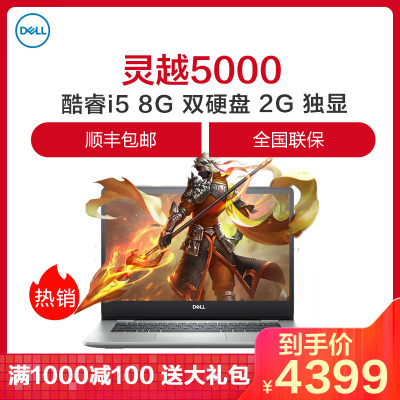 DELL
灵越5000
酷睿i5 8G 双硬盘 2G 独显
顺丰包邮
全国联保
热销
DELL
到手价
满1000减100 送大礼包
¥4399